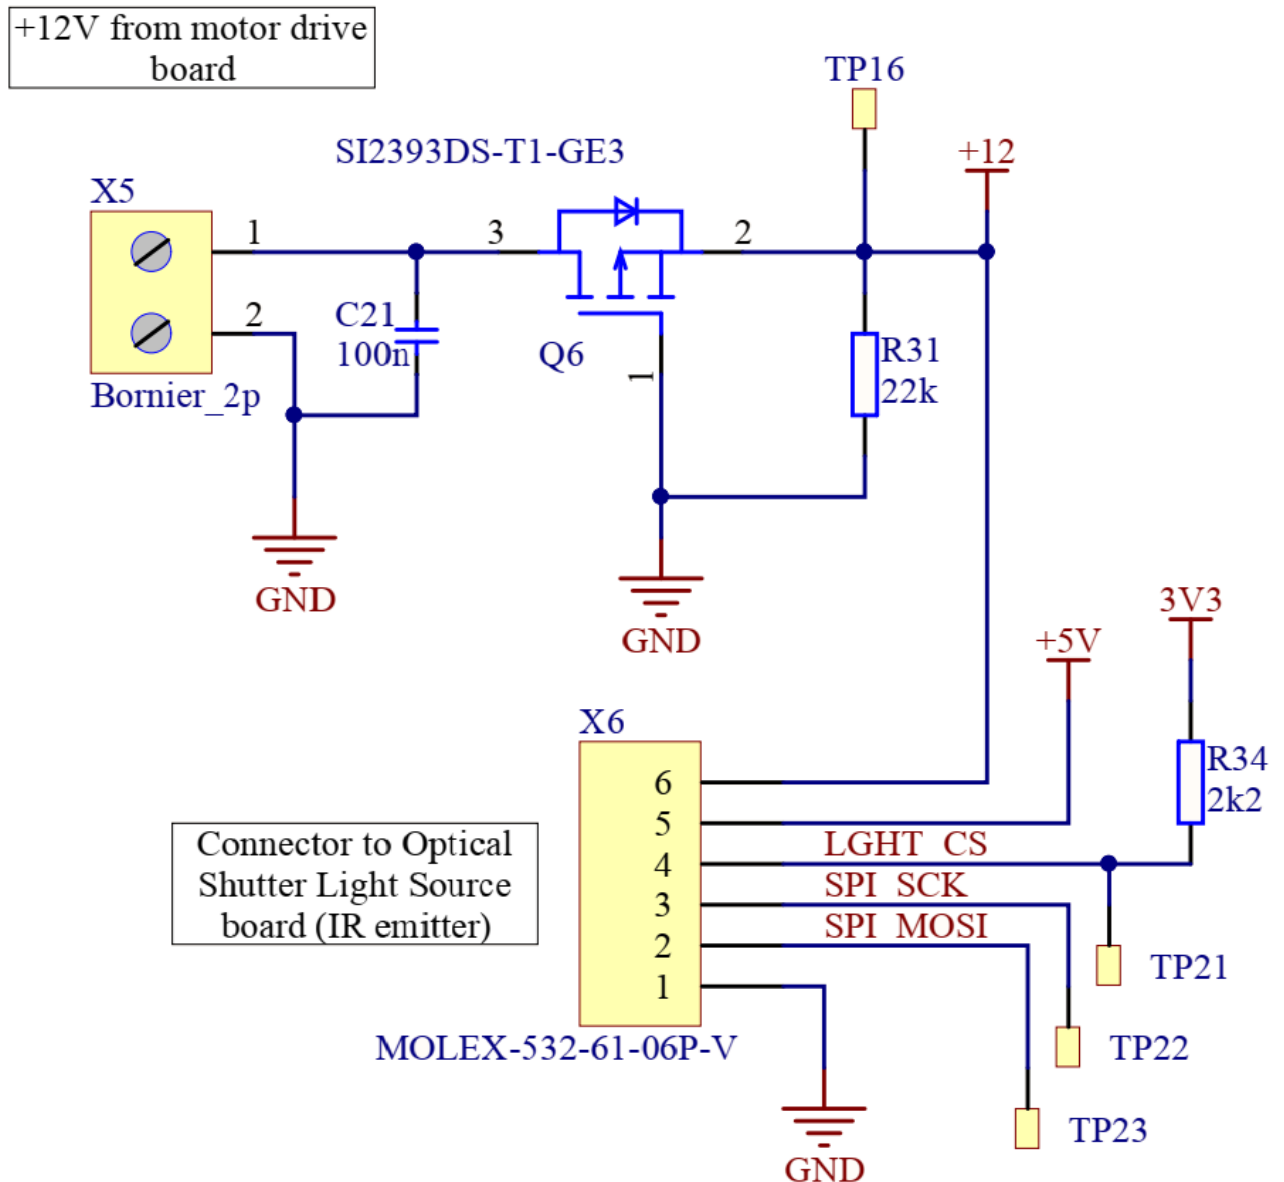 +12V from motor drive
board
TP16
SI2393DS-T1-GE3
+12
X5
1
3
2
2
C21
100n
Q6
1
R31
22k
Bornier_2p
GND
GND
3V3
+5V
X6
6
R34
2k2
5
Connector to Optical
Shutter Light Source
board (IR emitter)
LGHT_CS
4
SPI_SCK
3
SPI_MOSI
2
1
TP21
MOLEX-532-61-06P-V
TP22
TP23
GND